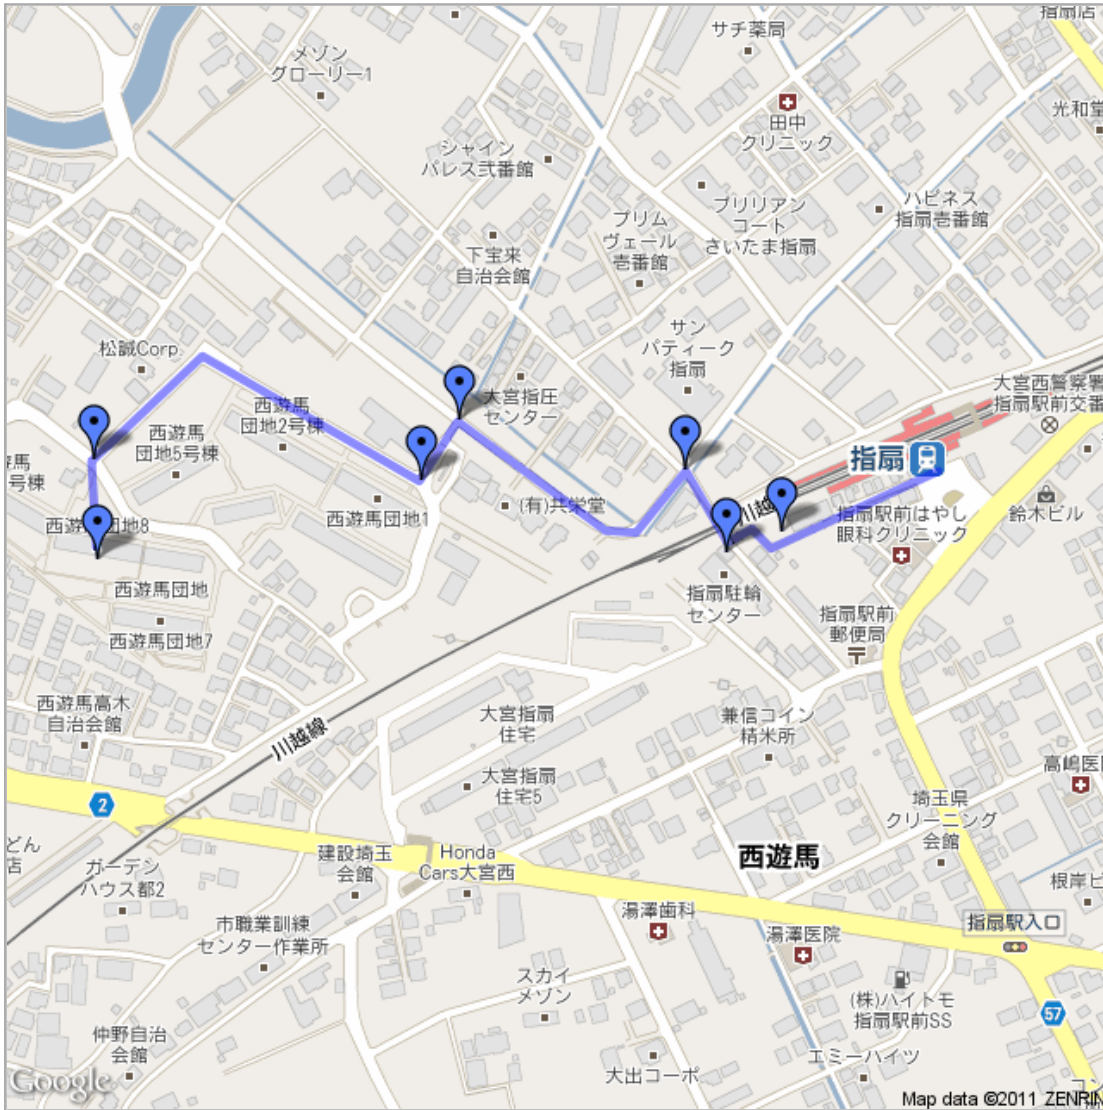 指扇店
サチ薬局
メゾン
グローリー1
光和堂
田中
クリニック
シャイン
パレス弐番館
ハピネス
指扇壱番館
ブリリアン
コート
さいたま指扇
プリム
ヴェール
壱番館
下宝来
自治会館
サン
パティーク
指扇
松誠Corp
大宮西警察署
指扇駅前交番
大宮指圧
センター
西遊馬
団地2号棟
西遊馬
団地5号棟
指扇
馬
号棟
(有)共栄堂
川越
西遊馬団地1
西遊馬団地8
指扇駅前はやし
眼科クリニック
鈴木ビル
西遊馬団地
指扇駐輪
センター
指扇駅前
郵便局
西遊馬団地7
西遊馬高木
自治会館
大宮指扇
住宅
兼信コイン
精米所
川越線
高嶋医院
大宮指扇
住宅5
2
埼玉県
クリーニング
会館
どん
店
建設埼玉
会館
Honda
Cars大宮西
西遊馬
ガーデン
ハウス都2
根岸ビ
湯澤歯科
指扇駅入口
市職業訓練
センター作業所
湯澤医院
スカイ
メゾン
(株)ハイトモ
指扇駅前SS
57
仲野自治
会館
エミーハイツ
大出コーポ
コン
Google
Map data ©2011 ZENRIN